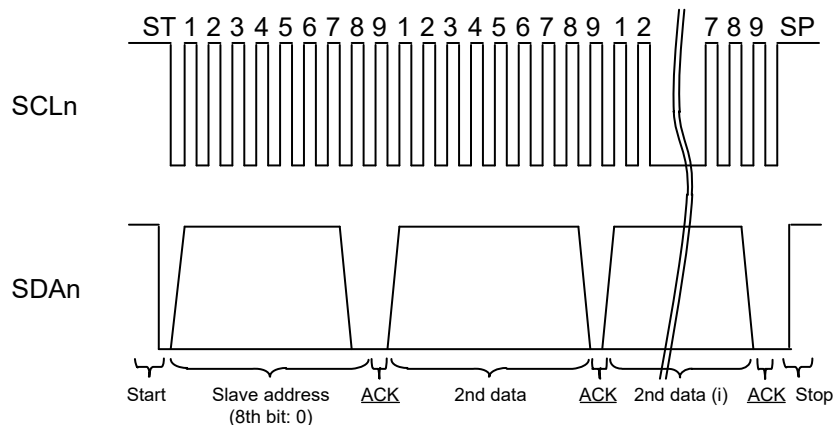 ST 1 2 3 4 5 6 7 8 9 1 2 3 4 5 6 7 8 9 1 2 7 8 9 SP
SCLn
SDAn
Start Slave address ACK 2nd data ACK 2nd data (i) ACK Stop
(8th bit: 0)